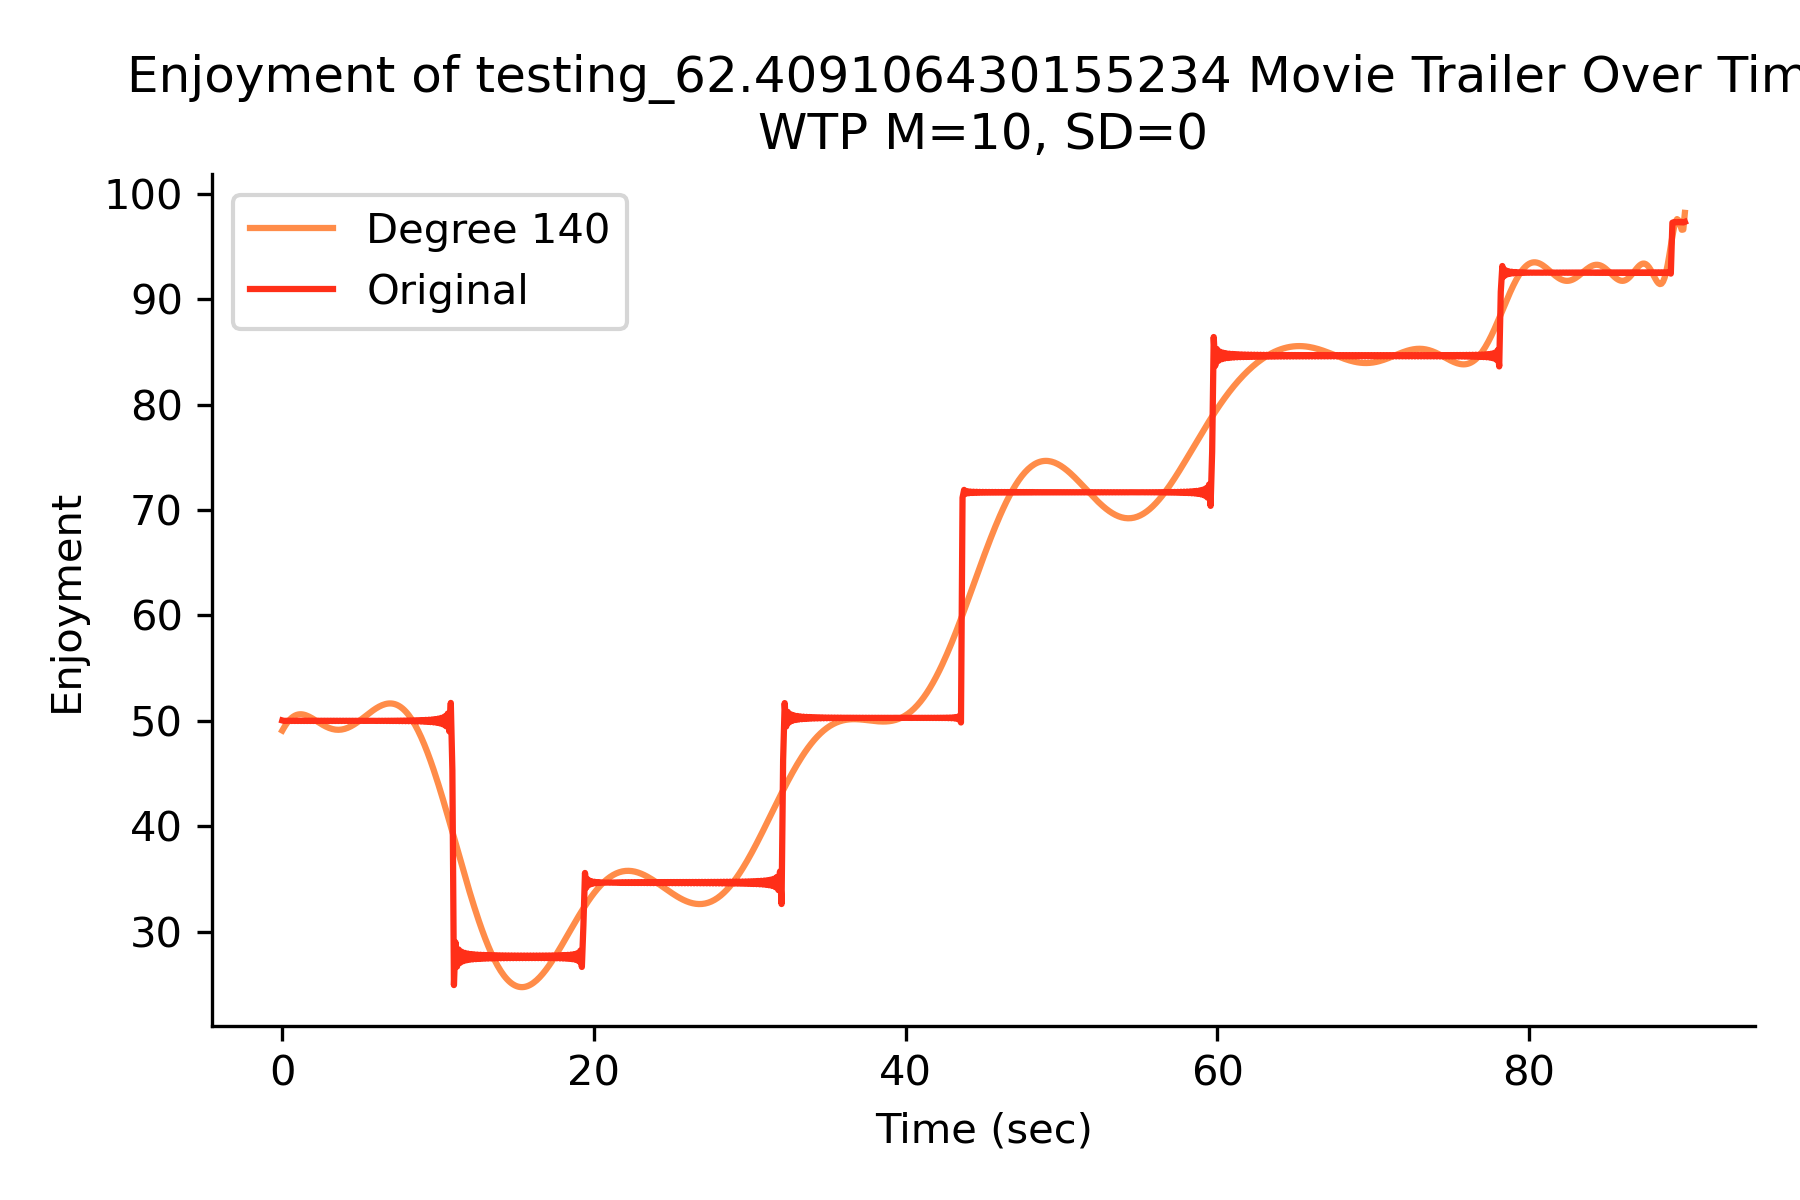 Enjoyment of testing_62.409106430155234 Movie Trailer Over Tim
WTP M=10, SD=0
100
90
80
70
60
50
40
30
Enjoyment
Degree 140
Original
0 20 40 60 80
Time (sec)